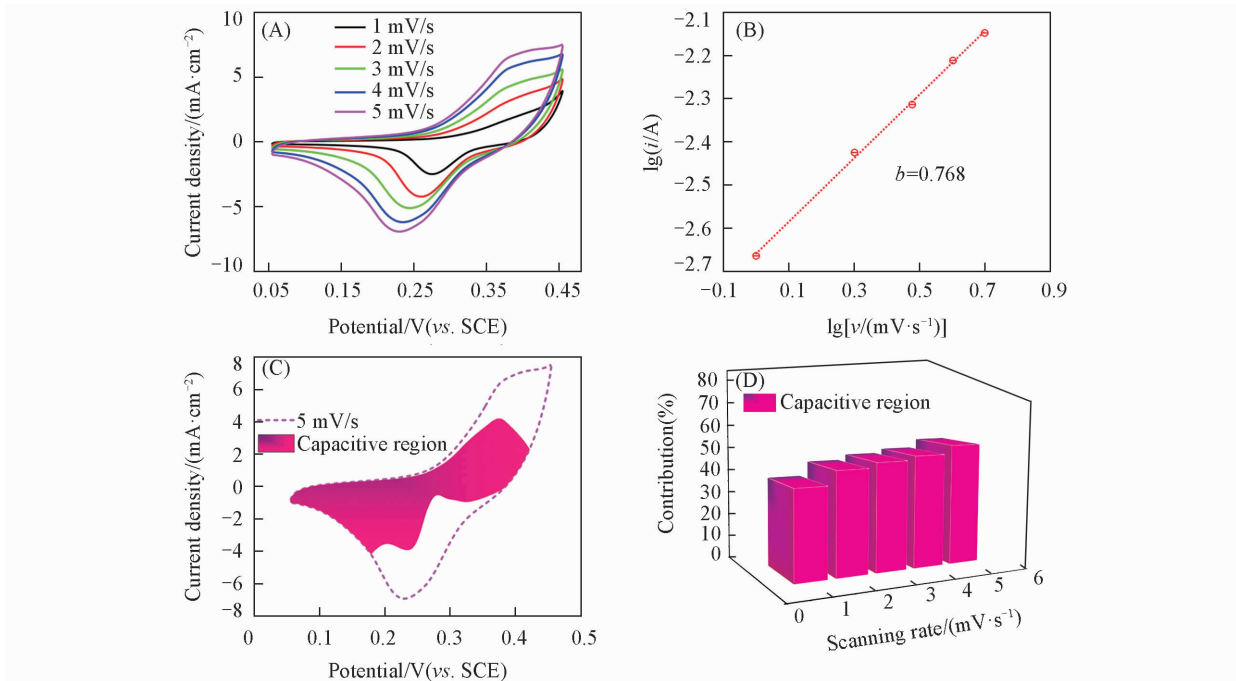 (A)
1 mV/s
2 mV/s
3 mV/s
4 mV/s
5 mV/s
10
5
0
−5
−10
Current density/(mA·cm−2)
0.05 0.15 0.25 0.35 0.45
Potential/V(vs. SCE)
(B)
−2.1
−2.2
−2.3
−2.4
−2.5
−2.6
−2.7
lg(i/A)
b=0.768
−0.1 0.1 0.3 0.5 0.7 0.9
lg[v/(mV·s−1)]
(C)
5 mV/s
Capacitive region
8
6
4
2
0
−2
−4
−6
−8
Current density/(mA·cm−2)
0 0.1 0.2 0.3 0.4 0.5
Potential/V(vs. SCE)
(D)
Capacitive region
80
70
60
50
40
30
20
10
0
Contribution(%)
0 1 2 3 4 5 6
Scanning rate/(mV·s−1)